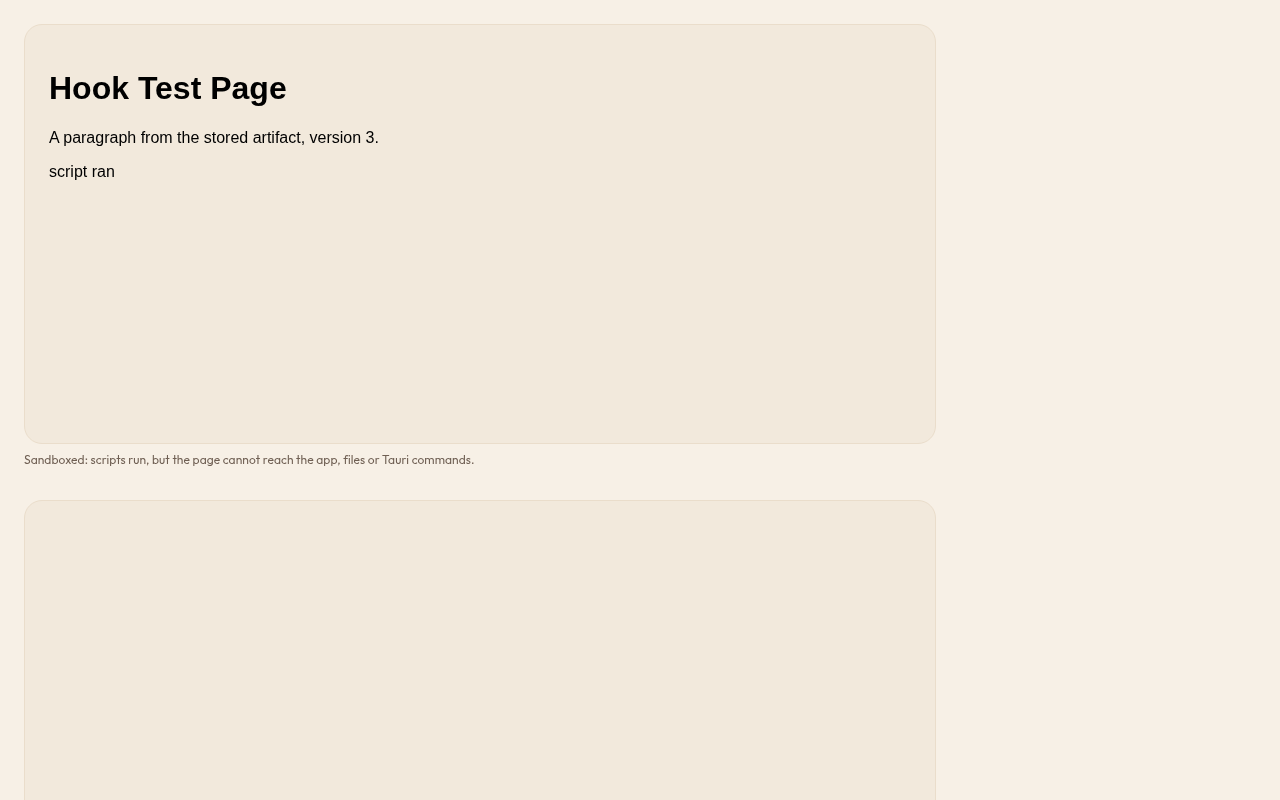 Hook Test Page
A paragraph from the stored artifact, version 3.
script ran
Sandboxed: scripts run, but the page cannot reach the app, files or Tauri commands.